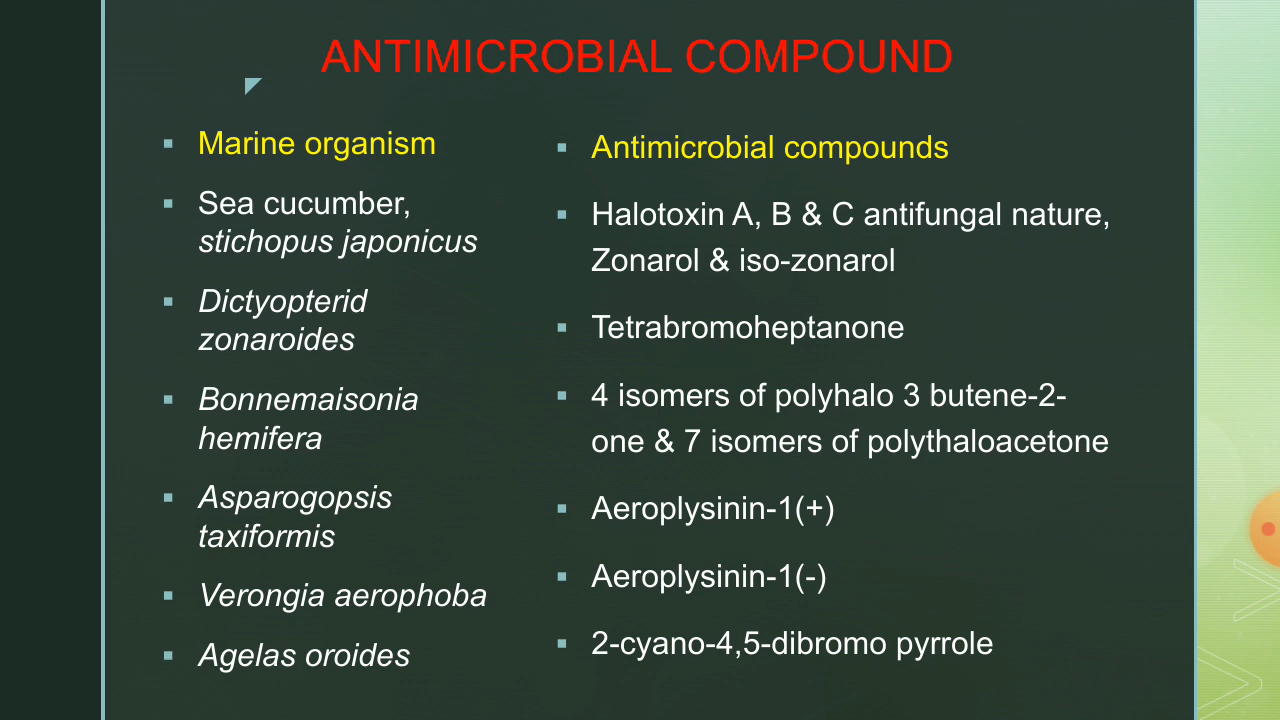 ANTIMICROBIAL COMPOUND
Marine organism
Sea cucumber,
stichopus japonicus
Dictyopterid
zonaroides
Bonnemaisonia
hemifera
Asparogopsis
taxiformis
Verongia aerophoba
Agelas oroides
Antimicrobial compounds
Halotoxin A, B & C antifungal nature,
Zonarol & iso-zonarol
Tetrabromoheptanone
4 isomers of polyhalo 3 butene-2-
one & 7 isomers of polythaloacetone
Aeroplysinin-1(+)
Aeroplysinin-1(-)
2-cyano-4,5-dibromo pyrrole